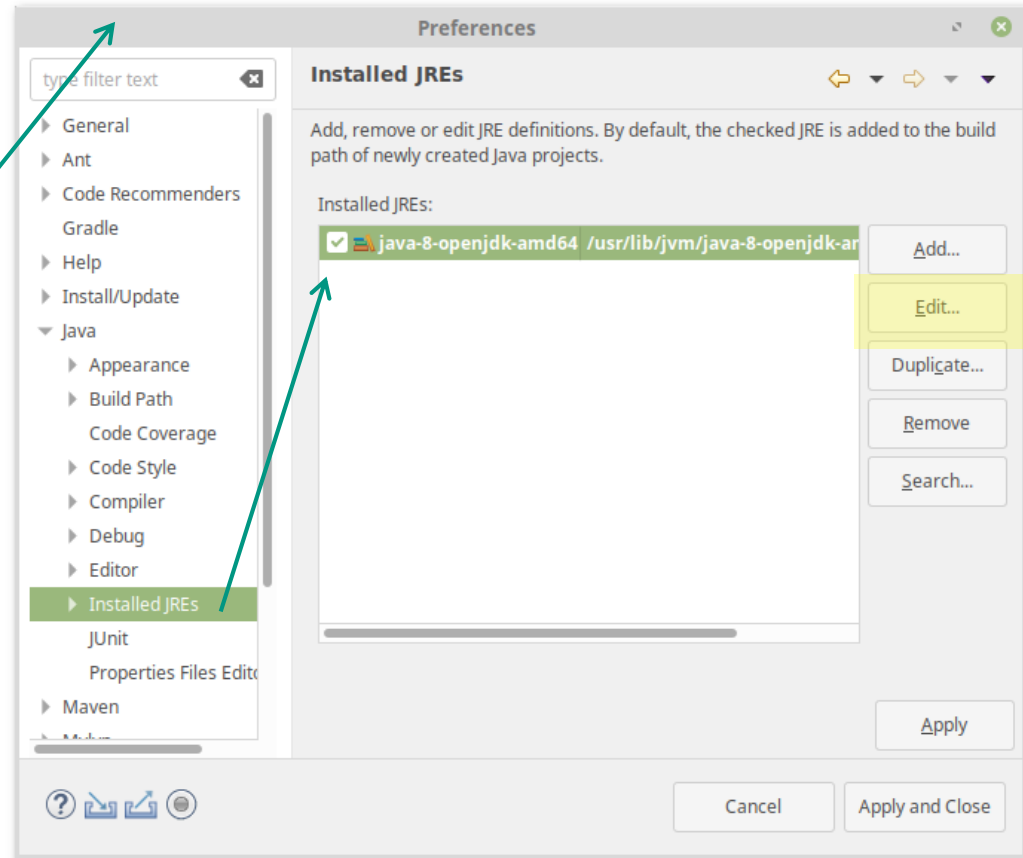 Preferences
type filter text
Installed JREs
General
Ant
Code Recommenders
Gradle
Help
Install/Update
Java
Appearance
Build Path
Code Coverage
Code Style
Compiler
Debug
Editor
Installed JREs
JUnit
Properties Files Edito
Maven
Add, remove or edit JRE definitions. By default, the checked JRE is added to the build
path of newly created Java projects.
Installed JREs:
java-8-openjdk-amd64 /usr/lib/jvm/java-8-openjdk-ar
Add...
Edit...
Duplicate...
Remove
Search...
Apply
Cancel
Apply and Close